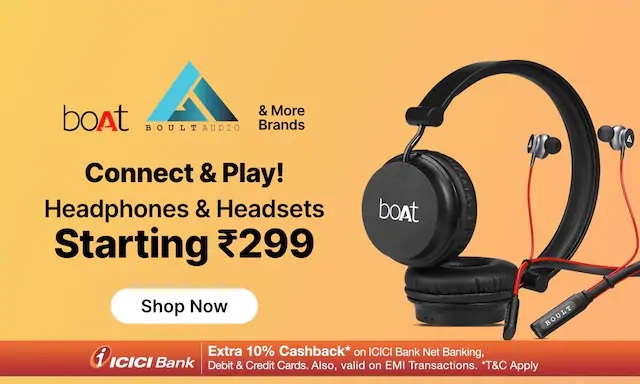 boAt
BOULT AUDIO
& More
Brands
Connect & Play!
Headphones & Headsets
Starting ₹299
Shop Now
boAt
BOULT
ICICI Bank
Extra 10% Cashback* on ICICI Bank Net Banking,
Debit & Credit Cards. Also, valid on EMI Transactions. *T&C Apply